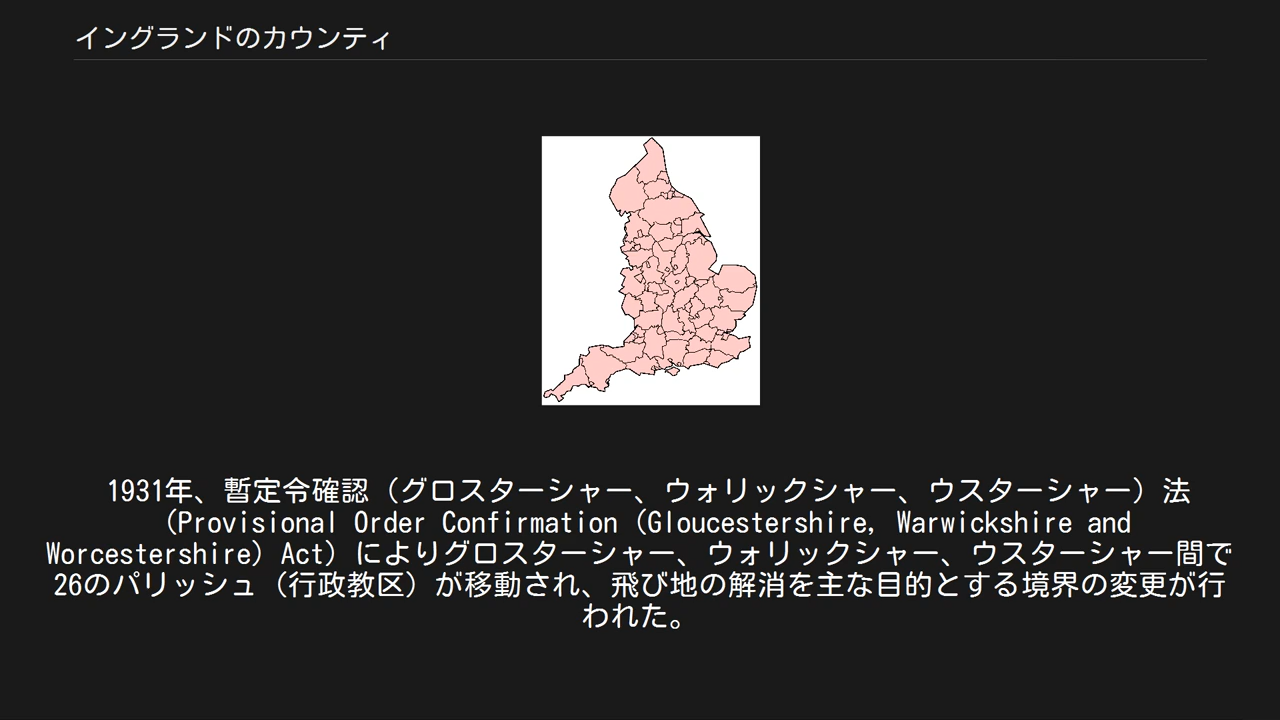 イングランドのカウンティ
1931年、暫定令確認（グロスターシャー、ウォリックシャー、ウスターシャー）法
（Provisional Order Confirmation（Gloucestershire, Warwickshire and
Worcestershire）Act）によりグロスターシャー、ウォリックシャー、ウスターシャー間で
26のパリッシュ（行政教区）が移動され、飛び地の解消を主な目的とする境界の変更が行
われた。